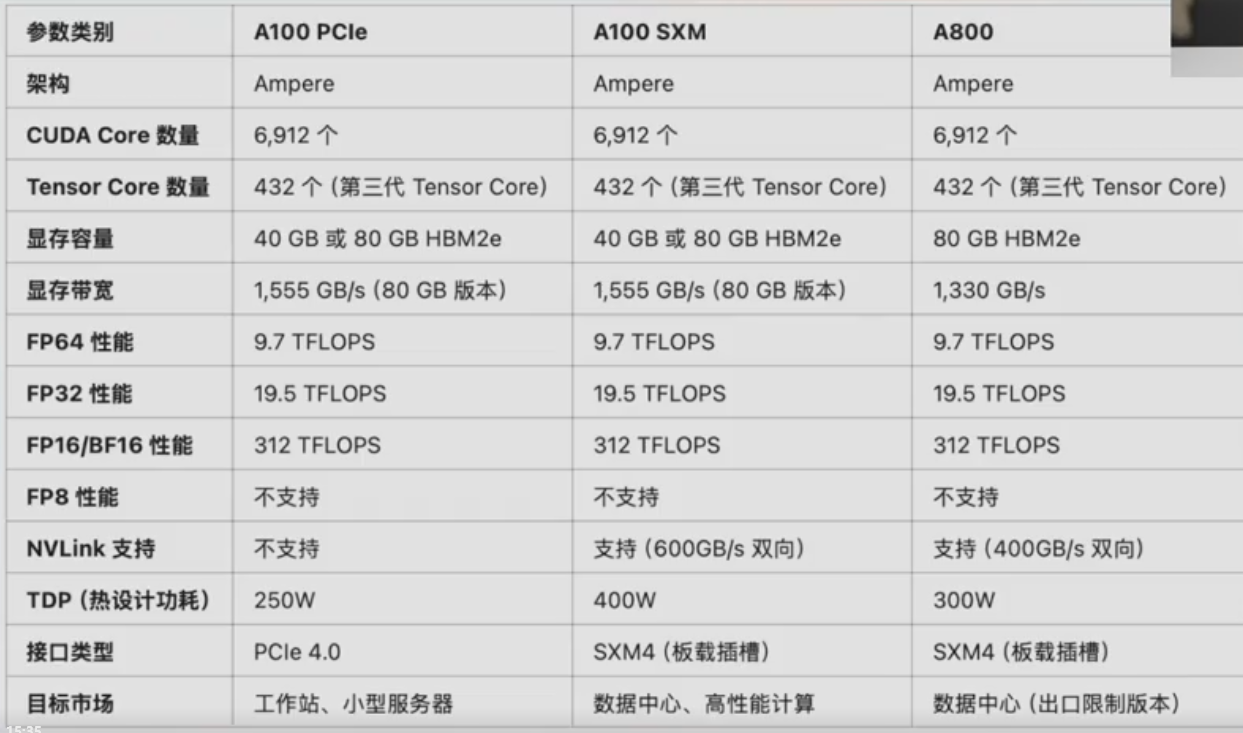 参数类别 A100 PCIe A100 SXM A800
架构 Ampere Ampere Ampere
CUDA Core 数量 6,912 个 6,912 个 6,912 个
Tensor Core 数量 432 个(第三代 Tensor Core) 432 个(第三代 Tensor Core) 432 个(第三代 Tensor Core)
显存容量 40 GB 或 80 GB HBM2e 40 GB 或 80 GB HBM2e 80 GB HBM2e
显存带宽 1,555 GB/s(80 GB 版本) 1,555 GB/s(80 GB 版本) 1,330 GB/s
FP64 性能 9.7 TFLOPS 9.7 TFLOPS 9.7 TFLOPS
FP32 性能 19.5 TFLOPS 19.5 TFLOPS 19.5 TFLOPS
FP16/BF16 性能 312 TFLOPS 312 TFLOPS 312 TFLOPS
FP8 性能 不支持 不支持 不支持
NVLink 支持 不支持 支持(600GB/s 双向) 支持(400GB/s 双向)
TDP(热设计功耗) 250W 400W 300W
接口类型 PCIe 4.0 SXM4(板载插槽) SXM4(板载插槽)
目标市场 工作站、小型服务器 数据中心、高性能计算 数据中心(出口限制版本)